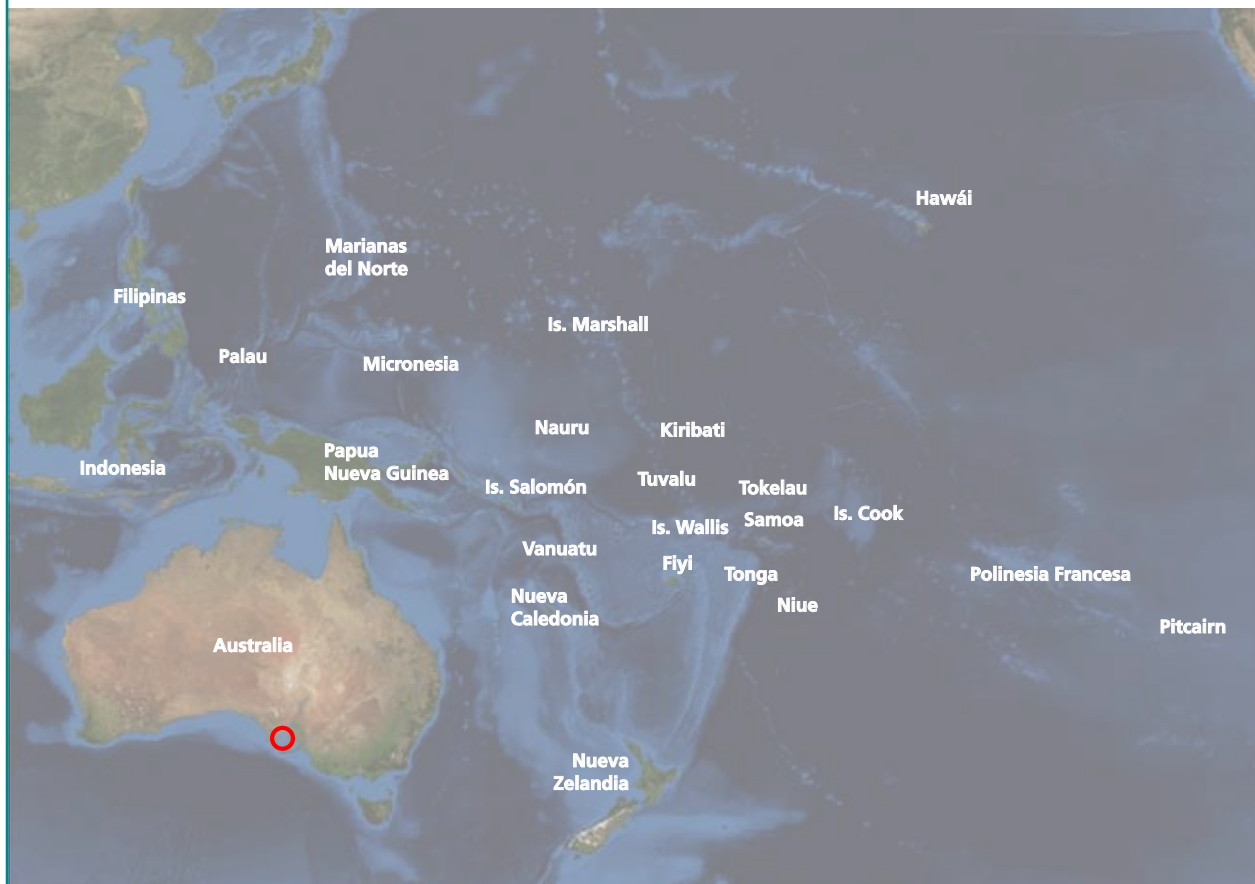 Hawái
Marianas
del Norte
Filipinas
Is. Marshall
Palau
Micronesia
Nauru
Kiribati
Papua
Nueva Guinea
Indonesia
Is. Salomón
Tuvalu
Tokelau
Is. Cook
Samoa
Is. Wallis
Vanuatu
Fiyi
Tonga
Polinesia Francesa
Nueva
Caledonia
Niue
Pitcairn
Australia
Nueva
Zelandia